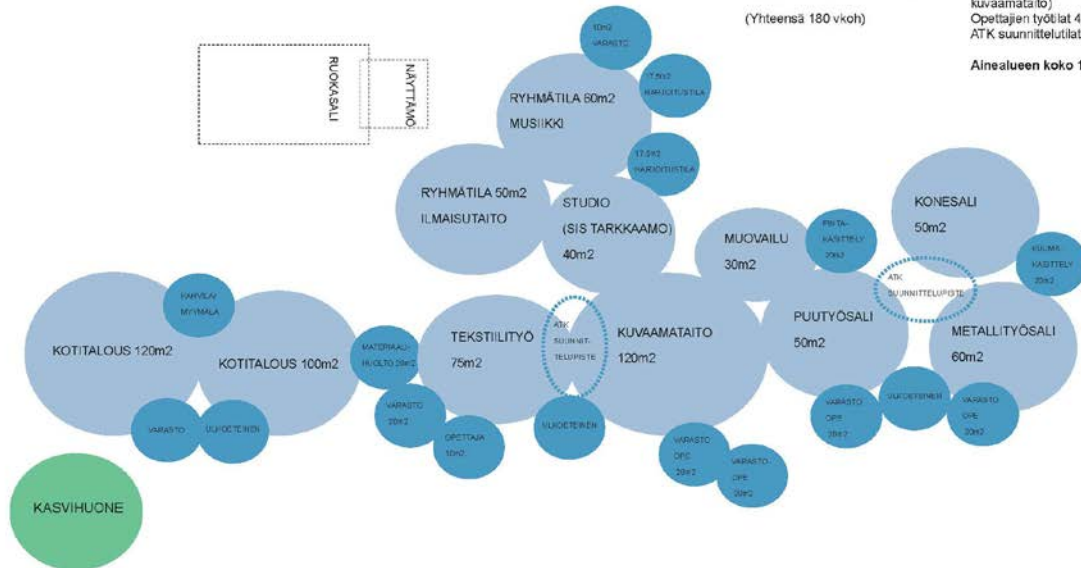 kuvaamataito)
(Yhteensä 180 vkoh)
Opettajien työtilat 4
ATK suunnittelutilat
Ainealueen koko 1
RUOKASALI
NÄYTTÄMÖ
10m2
VARASTO
17,5m2
HARJOITUSTILA
RYHMÄTILA 60m2
MUSIIKKI
17,5m2
HARJOITUSTILA
RYHMÄTILA 50m2
ILMAISUTAITO
STUDIO
(SIS TARKKAAMO)
40m2
MUOVAILU
30m2
PINTA-
KÄSITTELY
20m2
KONESALI
50m2
KUUMA-
KÄSITTELY
20m2
ATK
SUUNNITTELUPISTE
KAHVILA/
MYYMÄLÄ
KOTITALOUS 120m2
KOTITALOUS 100m2
MATERIAALI-
HUOLTO 20m2
TEKSTIILITYÖ
75m2
ATK
SUUNNIT-
TELUPISTE
KUVAAMATAITO
120m2
PUUTYÖSALI
50m2
METALLITYÖSALI
60m2
VARASTO
ULKOETEINEN
VARASTO
20m2
OPETTAJA
10m2
ULKOETEINEN
VARASTO
OPE
20m2
VARASTO-
OPE
20m2
VARASTO
OPE
20m2
ULKOETEINEN
VARASTO
OPE
20m2
KASVIHUONE